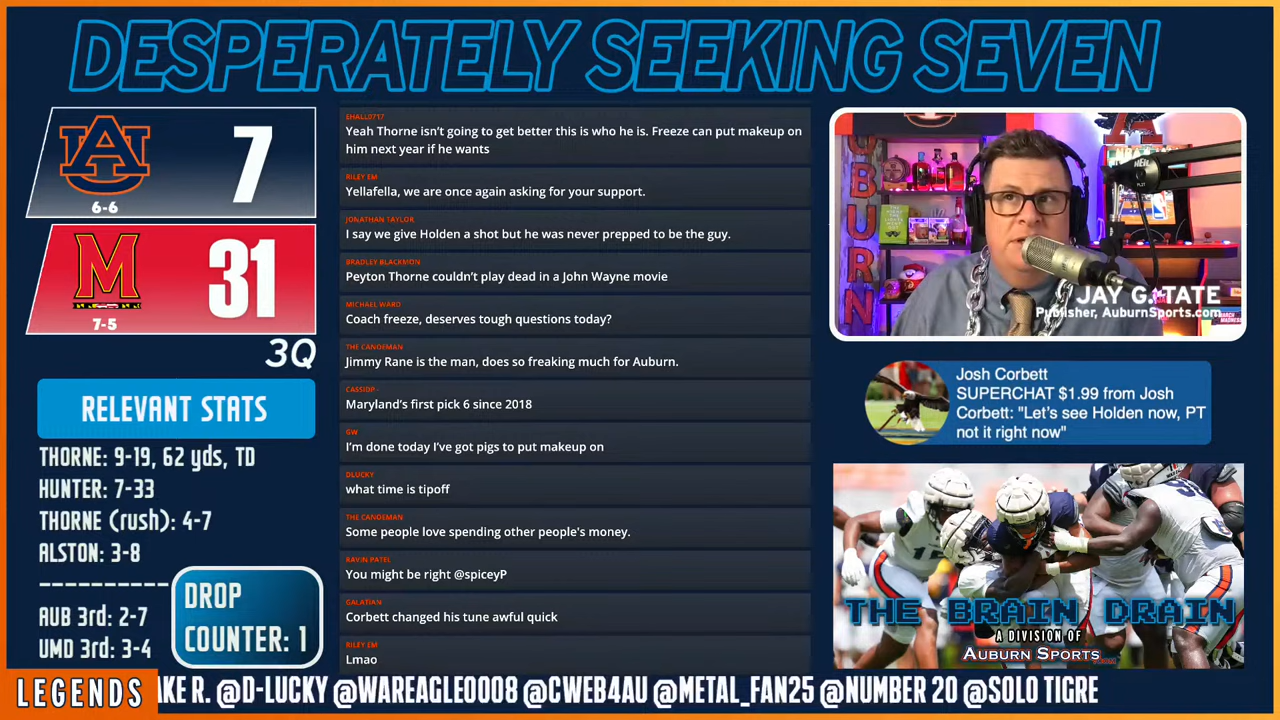 DESPERATELY SEEKING SEVEN
7
6-6
M
31
7-5
3Q
RELEVANT STATS
THORNE: 9-19, 62 yds, TD
HUNTER: 7-33
THORNE (rush): 4-7
ALSTON: 3-8
----------
AUB 3rd: 2-7
UMD 3rd: 3-4
DROP
COUNTER: 1
EHALL0717
Yeah Thorne isn’t going to get better this is who he is. Freeze can put makeup on
him next year if he wants
RILEY EM
Yellafella, we are once again asking for your support.
JONATHAN TAYLOR
I say we give Holden a shot but he was never prepped to be the guy.
BRADLEY BLACKMON
Peyton Thorne couldn’t play dead in a John Wayne movie
MICHAEL WARD
Coach freeze, deserves tough questions today?
THE CANOEMAN
Jimmy Rane is the man, does so freaking much for Auburn.
CASSIOP-
Maryland’s first pick 6 since 2018
GW
I’m done today I’ve got pigs to put makeup on
DLUCKY
what time is tipoff
THE CANOEMAN
Some people love spending other people's money.
RAVIN PATEL
You might be right @spiceyP
GALATIAN
Corbett changed his tune awful quick
RILEY EM
Lmao
UBURN
JAY G. TATE
Publisher, AuburnSports.com
Josh Corbett
SUPERCHAT $1.99 from Josh
Corbett: "Let’s see Holden now, PT
not it right now"
THE BRAIN DRAIN
A DIVISION OF
AUBURN SPORTS
LEGENDS
AKE R. @D-LUCKY @WAREAGLE0008 @CWEB4AU @METAL_FAN25 @NUMBER 20 @SOLO TIGRE